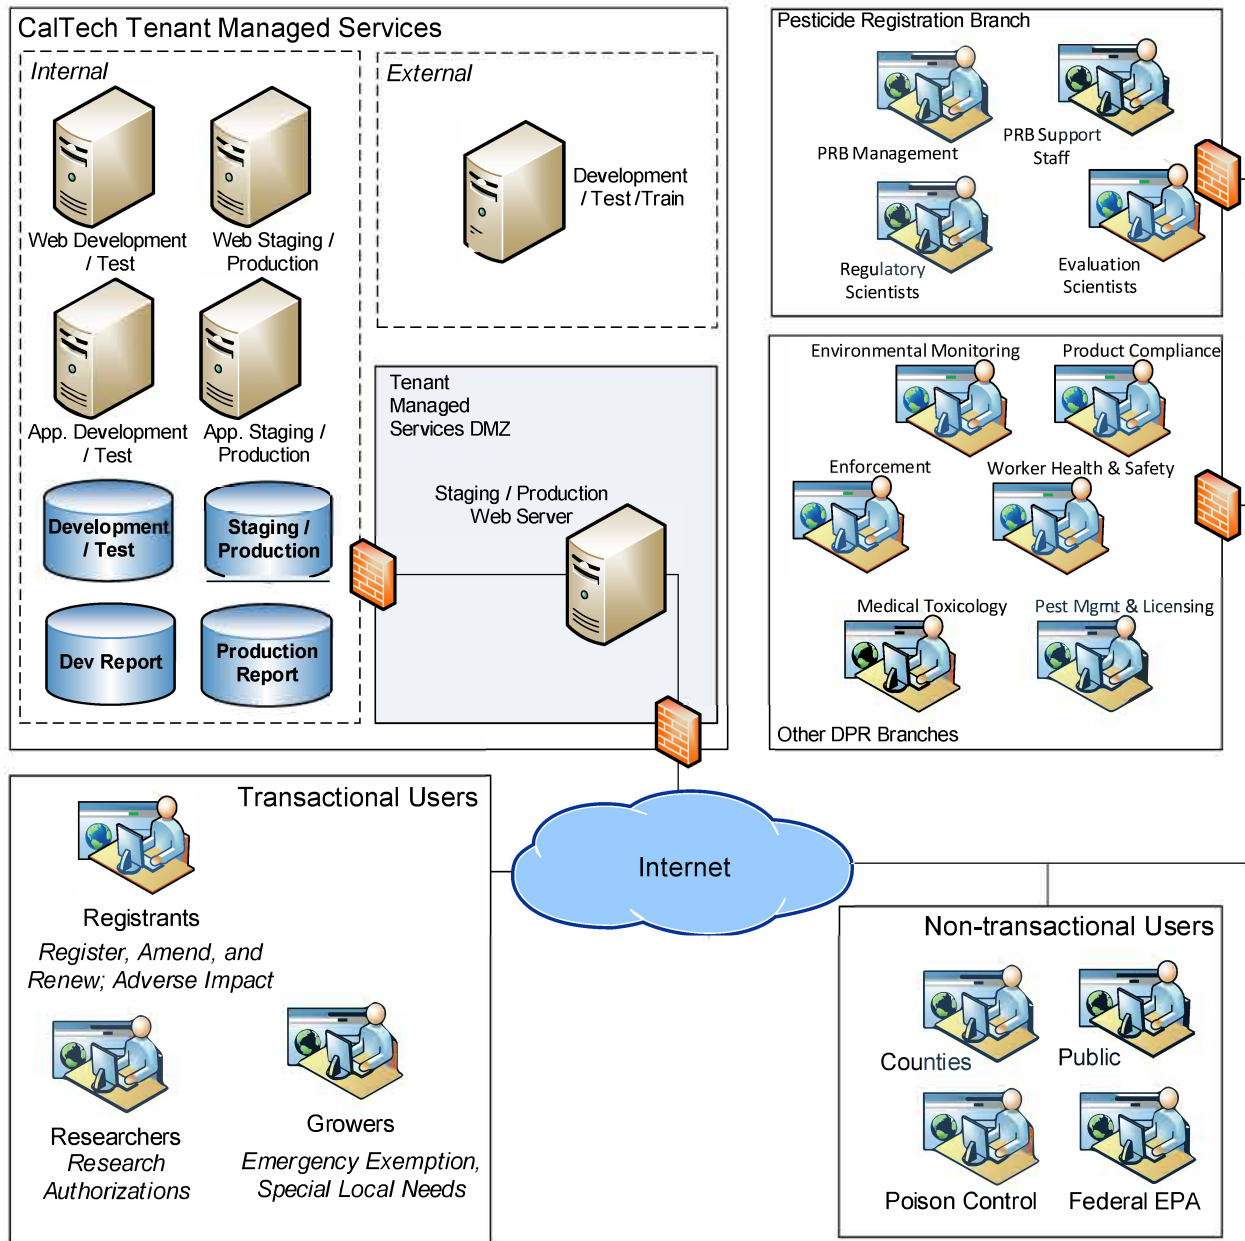 CalTech Tenant Managed Services
Internal
Web Development
/ Test
Web Staging /
Production
App. Development
/ Test
App. Staging /
Production
Development
/ Test
Staging /
Production
Dev Report
Production
Report
External
Development
/ Test /Train
Tenant
Managed
Services DMZ
Staging / Production
Web Server
Pesticide Registration Branch
PRB Management
PRB Support
Staff
Regulatory
Scientists
Evaluation
Scientists
Environmental Monitoring
Product Compliance
Enforcement
Worker Health & Safety
Medical Toxicology
Pest Mgmt & Licensing
Other DPR Branches
Transactional Users
Registrants
Register, Amend, and
Renew; Adverse Impact
Researchers
Research
Authorizations
Growers
Emergency Exemption,
Special Local Needs
Internet
Non-transactional Users
Counties
Public
Poison Control
Federal EPA